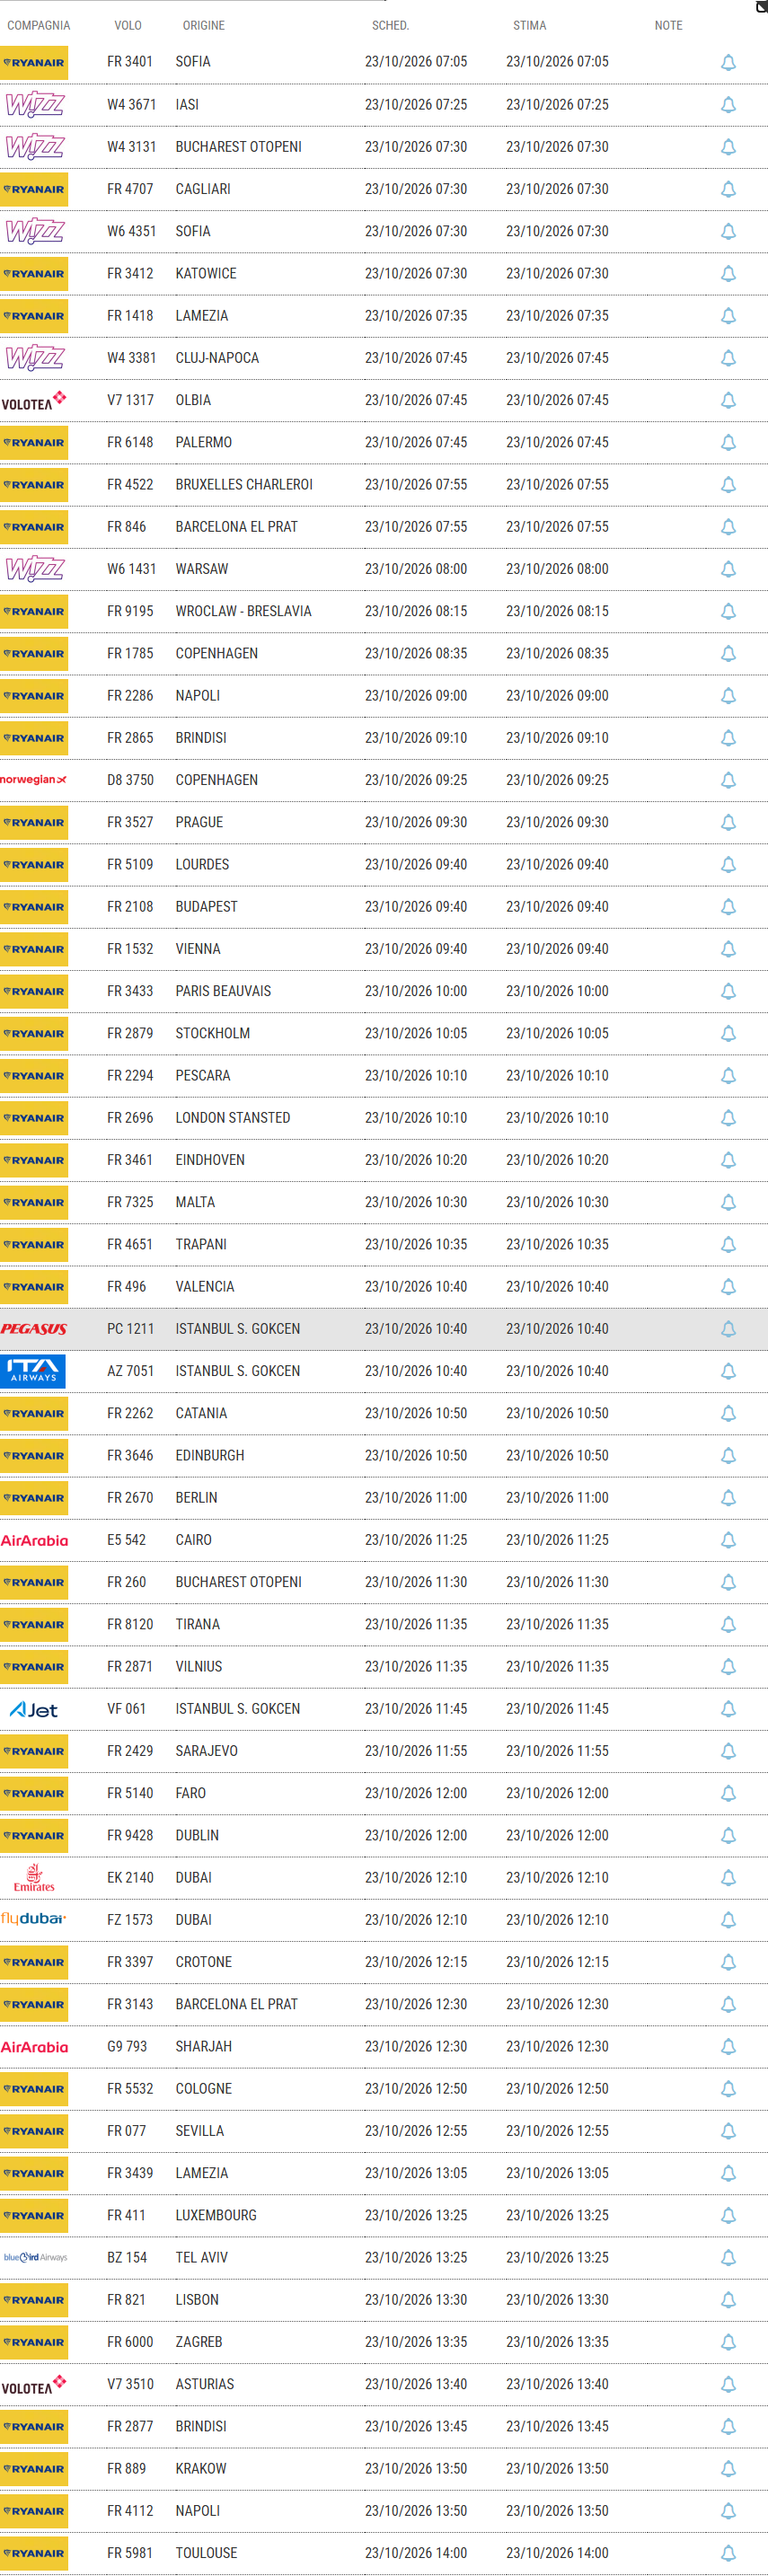 COMPAGNIA VOLO ORIGINE SCHED. STIMA NOTE
RYANAIR FR 3401 SOFIA 23/10/2026 07:05 23/10/2026 07:05
WIZZ W4 3671 IASI 23/10/2026 07:25 23/10/2026 07:25
WIZZ W4 3131 BUCHAREST OTOPENI 23/10/2026 07:30 23/10/2026 07:30
RYANAIR FR 4707 CAGLIARI 23/10/2026 07:30 23/10/2026 07:30
WIZZ W6 4351 SOFIA 23/10/2026 07:30 23/10/2026 07:30
RYANAIR FR 3412 KATOWICE 23/10/2026 07:30 23/10/2026 07:30
RYANAIR FR 1418 LAMEZIA 23/10/2026 07:35 23/10/2026 07:35
WIZZ W4 3381 CLUJ-NAPOCA 23/10/2026 07:45 23/10/2026 07:45
VOLOTEA V7 1317 OLBIA 23/10/2026 07:45 23/10/2026 07:45
RYANAIR FR 6148 PALERMO 23/10/2026 07:45 23/10/2026 07:45
RYANAIR FR 4522 BRUXELLES CHARLEROI 23/10/2026 07:55 23/10/2026 07:55
RYANAIR FR 846 BARCELONA EL PRAT 23/10/2026 07:55 23/10/2026 07:55
WIZZ W6 1431 WARSAW 23/10/2026 08:00 23/10/2026 08:00
RYANAIR FR 9195 WROCLAW - BRESLAVIA 23/10/2026 08:15 23/10/2026 08:15
RYANAIR FR 1785 COPENHAGEN 23/10/2026 08:35 23/10/2026 08:35
RYANAIR FR 2286 NAPOLI 23/10/2026 09:00 23/10/2026 09:00
RYANAIR FR 2865 BRINDISI 23/10/2026 09:10 23/10/2026 09:10
norwegian D8 3750 COPENHAGEN 23/10/2026 09:25 23/10/2026 09:25
RYANAIR FR 3527 PRAGUE 23/10/2026 09:30 23/10/2026 09:30
RYANAIR FR 5109 LOURDES 23/10/2026 09:40 23/10/2026 09:40
RYANAIR FR 2108 BUDAPEST 23/10/2026 09:40 23/10/2026 09:40
RYANAIR FR 1532 VIENNA 23/10/2026 09:40 23/10/2026 09:40
RYANAIR FR 3433 PARIS BEAUVAIS 23/10/2026 10:00 23/10/2026 10:00
RYANAIR FR 2879 STOCKHOLM 23/10/2026 10:05 23/10/2026 10:05
RYANAIR FR 2294 PESCARA 23/10/2026 10:10 23/10/2026 10:10
RYANAIR FR 2696 LONDON STANSTED 23/10/2026 10:10 23/10/2026 10:10
RYANAIR FR 3461 EINDHOVEN 23/10/2026 10:20 23/10/2026 10:20
RYANAIR FR 7325 MALTA 23/10/2026 10:30 23/10/2026 10:30
RYANAIR FR 4651 TRAPANI 23/10/2026 10:35 23/10/2026 10:35
RYANAIR FR 496 VALENCIA 23/10/2026 10:40 23/10/2026 10:40
PEGASUS PC 1211 ISTANBUL S. GOKCEN 23/10/2026 10:40 23/10/2026 10:40
ITA AIRWAYS AZ 7051 ISTANBUL S. GOKCEN 23/10/2026 10:40 23/10/2026 10:40
RYANAIR FR 2262 CATANIA 23/10/2026 10:50 23/10/2026 10:50
RYANAIR FR 3646 EDINBURGH 23/10/2026 10:50 23/10/2026 10:50
RYANAIR FR 2670 BERLIN 23/10/2026 11:00 23/10/2026 11:00
AirArabia E5 542 CAIRO 23/10/2026 11:25 23/10/2026 11:25
RYANAIR FR 260 BUCHAREST OTOPENI 23/10/2026 11:30 23/10/2026 11:30
RYANAIR FR 8120 TIRANA 23/10/2026 11:35 23/10/2026 11:35
RYANAIR FR 2871 VILNIUS 23/10/2026 11:35 23/10/2026 11:35
AJet VF 061 ISTANBUL S. GOKCEN 23/10/2026 11:45 23/10/2026 11:45
RYANAIR FR 2429 SARAJEVO 23/10/2026 11:55 23/10/2026 11:55
RYANAIR FR 5140 FARO 23/10/2026 12:00 23/10/2026 12:00
RYANAIR FR 9428 DUBLIN 23/10/2026 12:00 23/10/2026 12:00
Emirates EK 2140 DUBAI 23/10/2026 12:10 23/10/2026 12:10
flydubai FZ 1573 DUBAI 23/10/2026 12:10 23/10/2026 12:10
RYANAIR FR 3397 CROTONE 23/10/2026 12:15 23/10/2026 12:15
RYANAIR FR 3143 BARCELONA EL PRAT 23/10/2026 12:30 23/10/2026 12:30
AirArabia G9 793 SHARJAH 23/10/2026 12:30 23/10/2026 12:30
RYANAIR FR 5532 COLOGNE 23/10/2026 12:50 23/10/2026 12:50
RYANAIR FR 077 SEVILLA 23/10/2026 12:55 23/10/2026 12:55
RYANAIR FR 3439 LAMEZIA 23/10/2026 13:05 23/10/2026 13:05
RYANAIR FR 411 LUXEMBOURG 23/10/2026 13:25 23/10/2026 13:25
blueBird Airways BZ 154 TEL AVIV 23/10/2026 13:25 23/10/2026 13:25
RYANAIR FR 821 LISBON 23/10/2026 13:30 23/10/2026 13:30
RYANAIR FR 6000 ZAGREB 23/10/2026 13:35 23/10/2026 13:35
VOLOTEA V7 3510 ASTURIAS 23/10/2026 13:40 23/10/2026 13:40
RYANAIR FR 2877 BRINDISI 23/10/2026 13:45 23/10/2026 13:45
RYANAIR FR 889 KRAKOW 23/10/2026 13:50 23/10/2026 13:50
RYANAIR FR 4112 NAPOLI 23/10/2026 13:50 23/10/2026 13:50
RYANAIR FR 5981 TOULOUSE 23/10/2026 14:00 23/10/2026 14:00